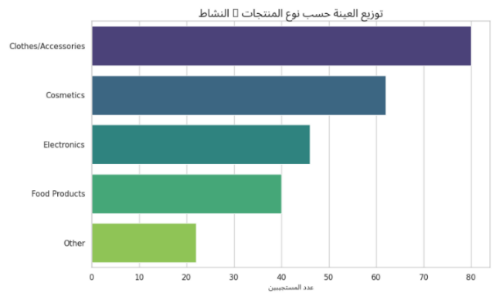 توزيع العينة حسب نوع المنتجات ▯ النشاط
Clothes/Accessories
Cosmetics
Electronics
Food Products
Other
0 10 20 30 40 50 60 70 80
عدد المستجيبين